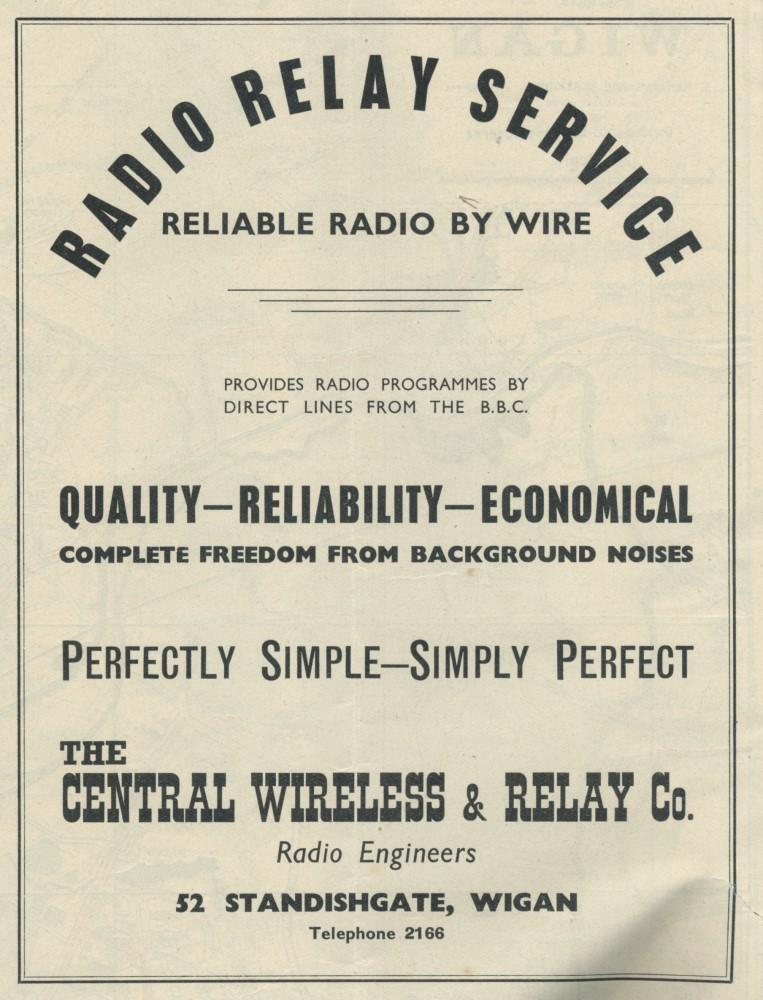 RADIO RELAY SERVICE
RELIABLE RADIO BY WIRE
PROVIDES RADIO PROGRAMMES BY
DIRECT LINES FROM THE B.B.C.
QUALITY—RELIABILITY—ECONOMICAL
COMPLETE FREEDOM FROM BACKGROUND NOISES
PERFECTLY SIMPLE—SIMPLY PERFECT
THE
CENTRAL WIRELESS & RELAY Co.
Radio Engineers
52 STANDISHGATE, WIGAN
Telephone 2166
WIGAN